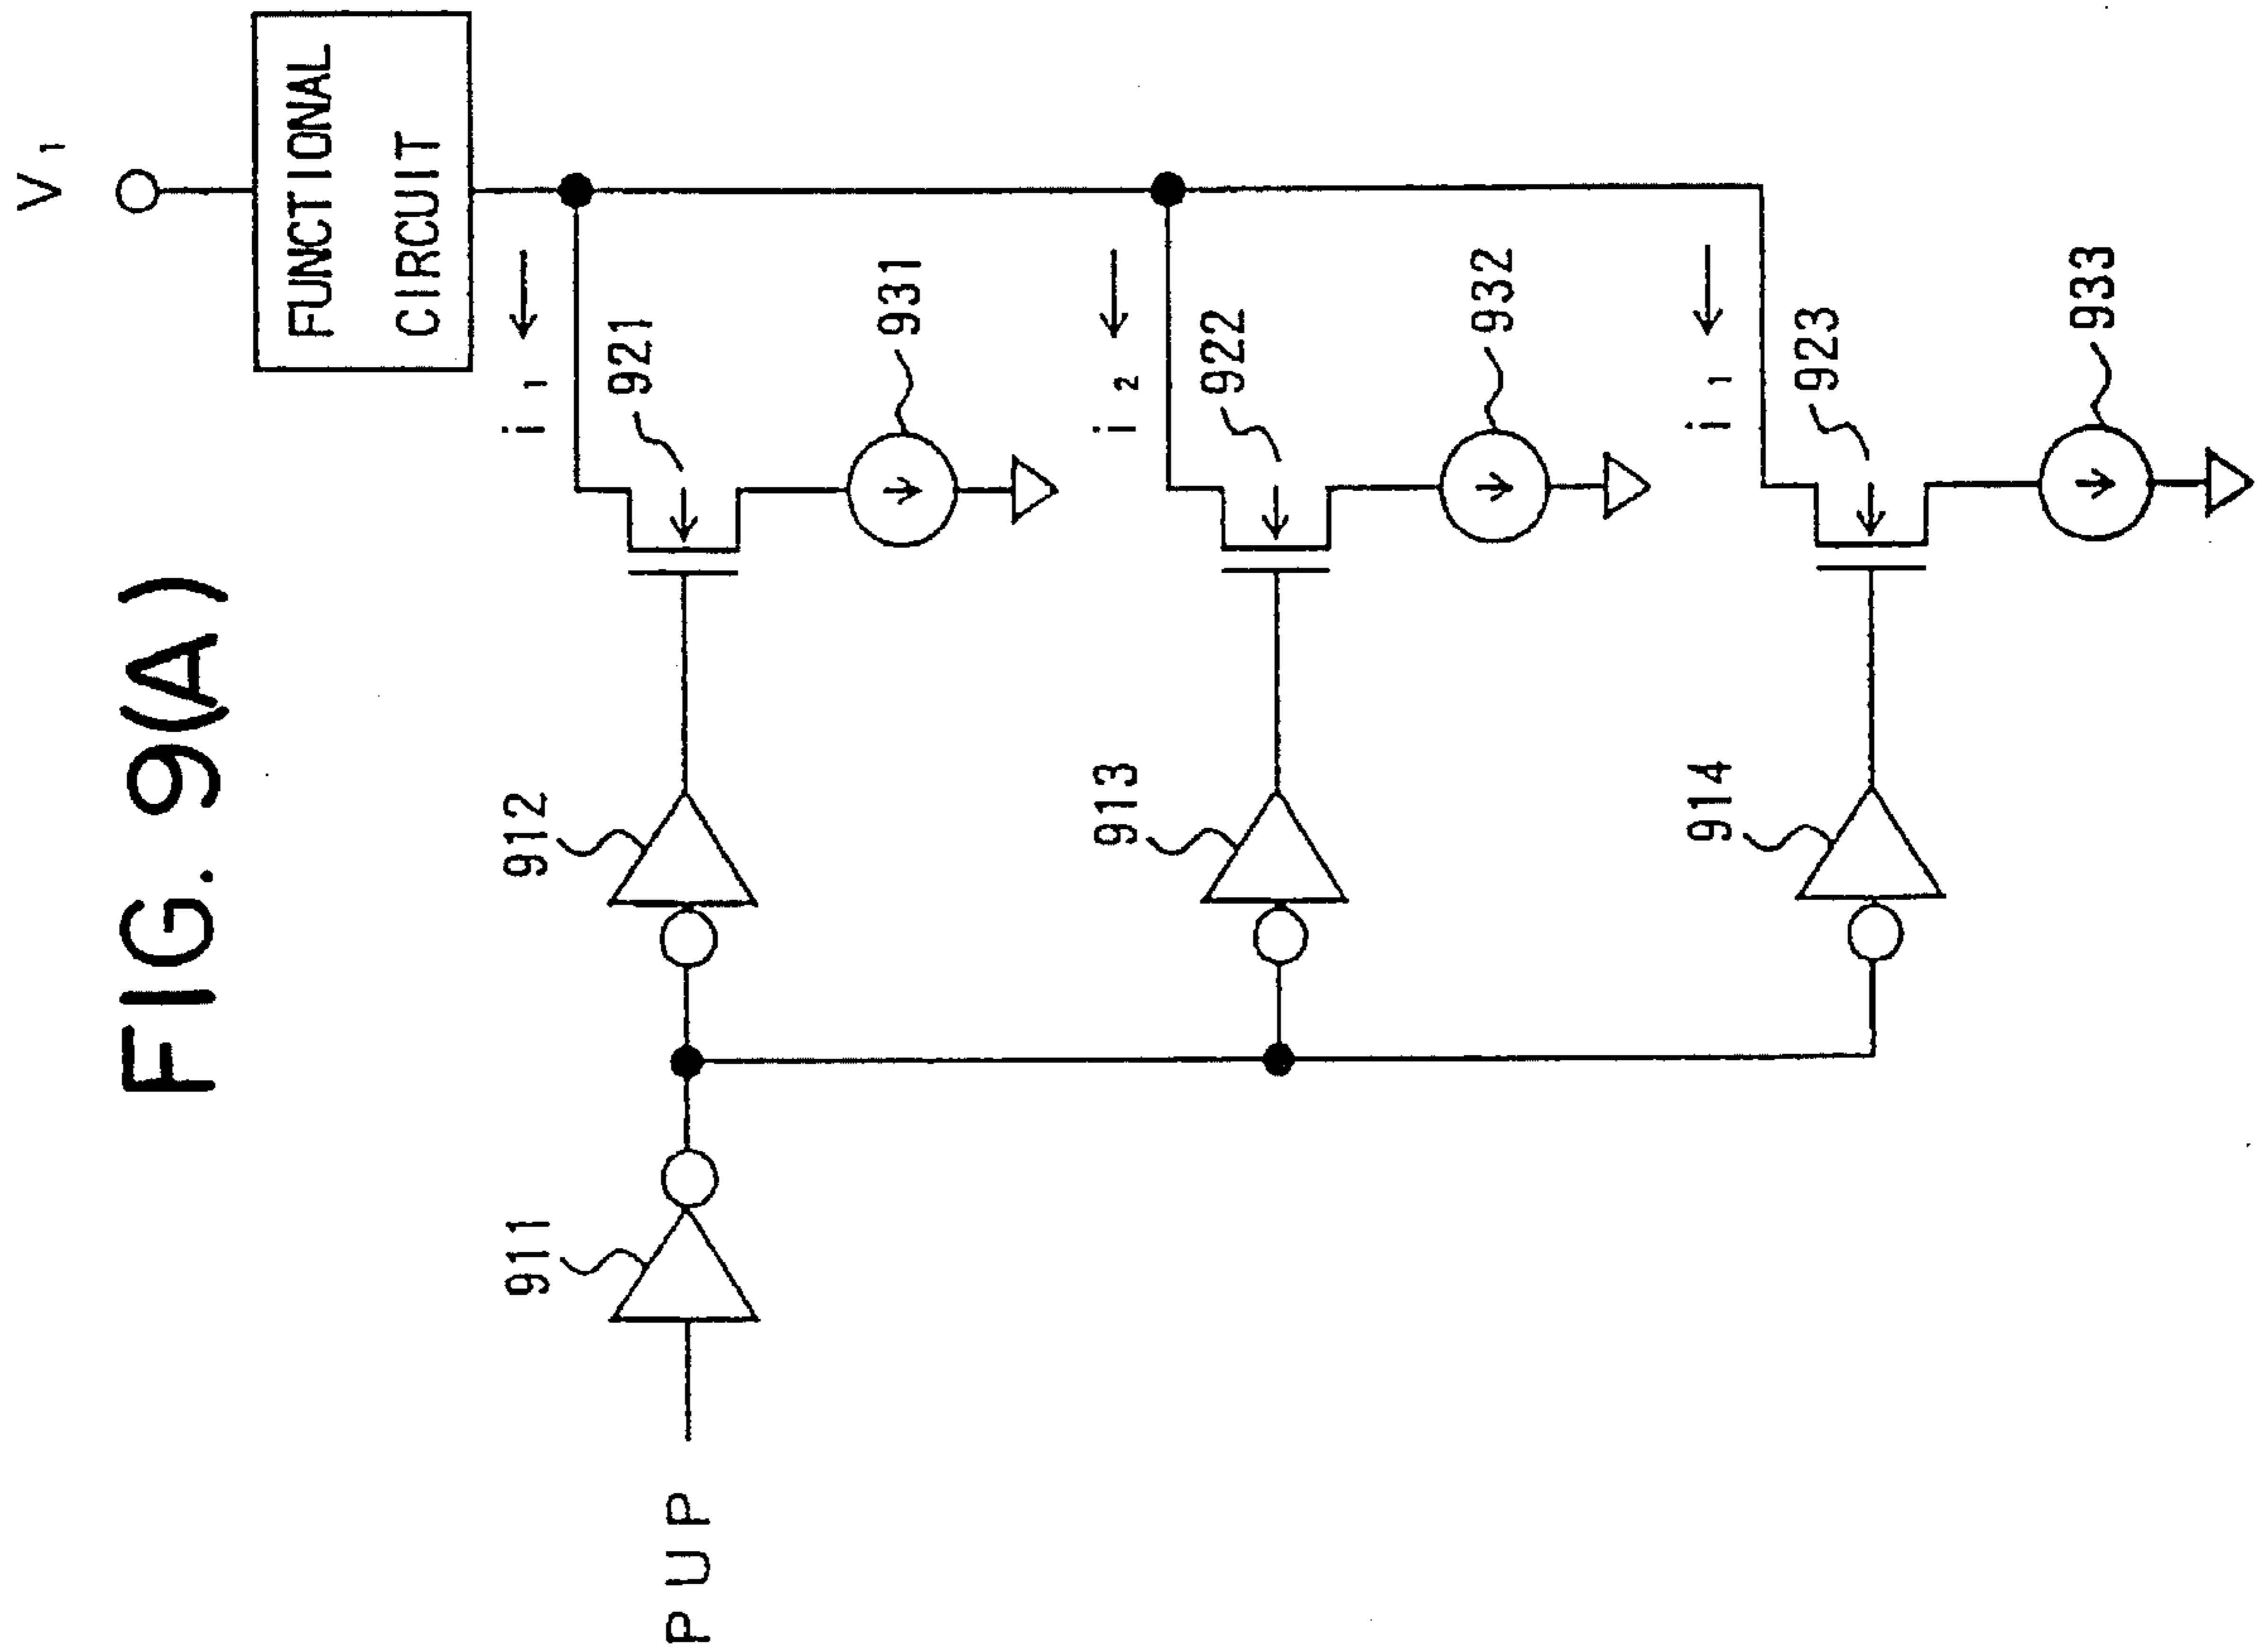 FIG. 9(A)
V1
FUNCTIONAL
CIRCUIT
i1
921
931
912
911
PUP
i2
922
932
913
i1
923
933
914